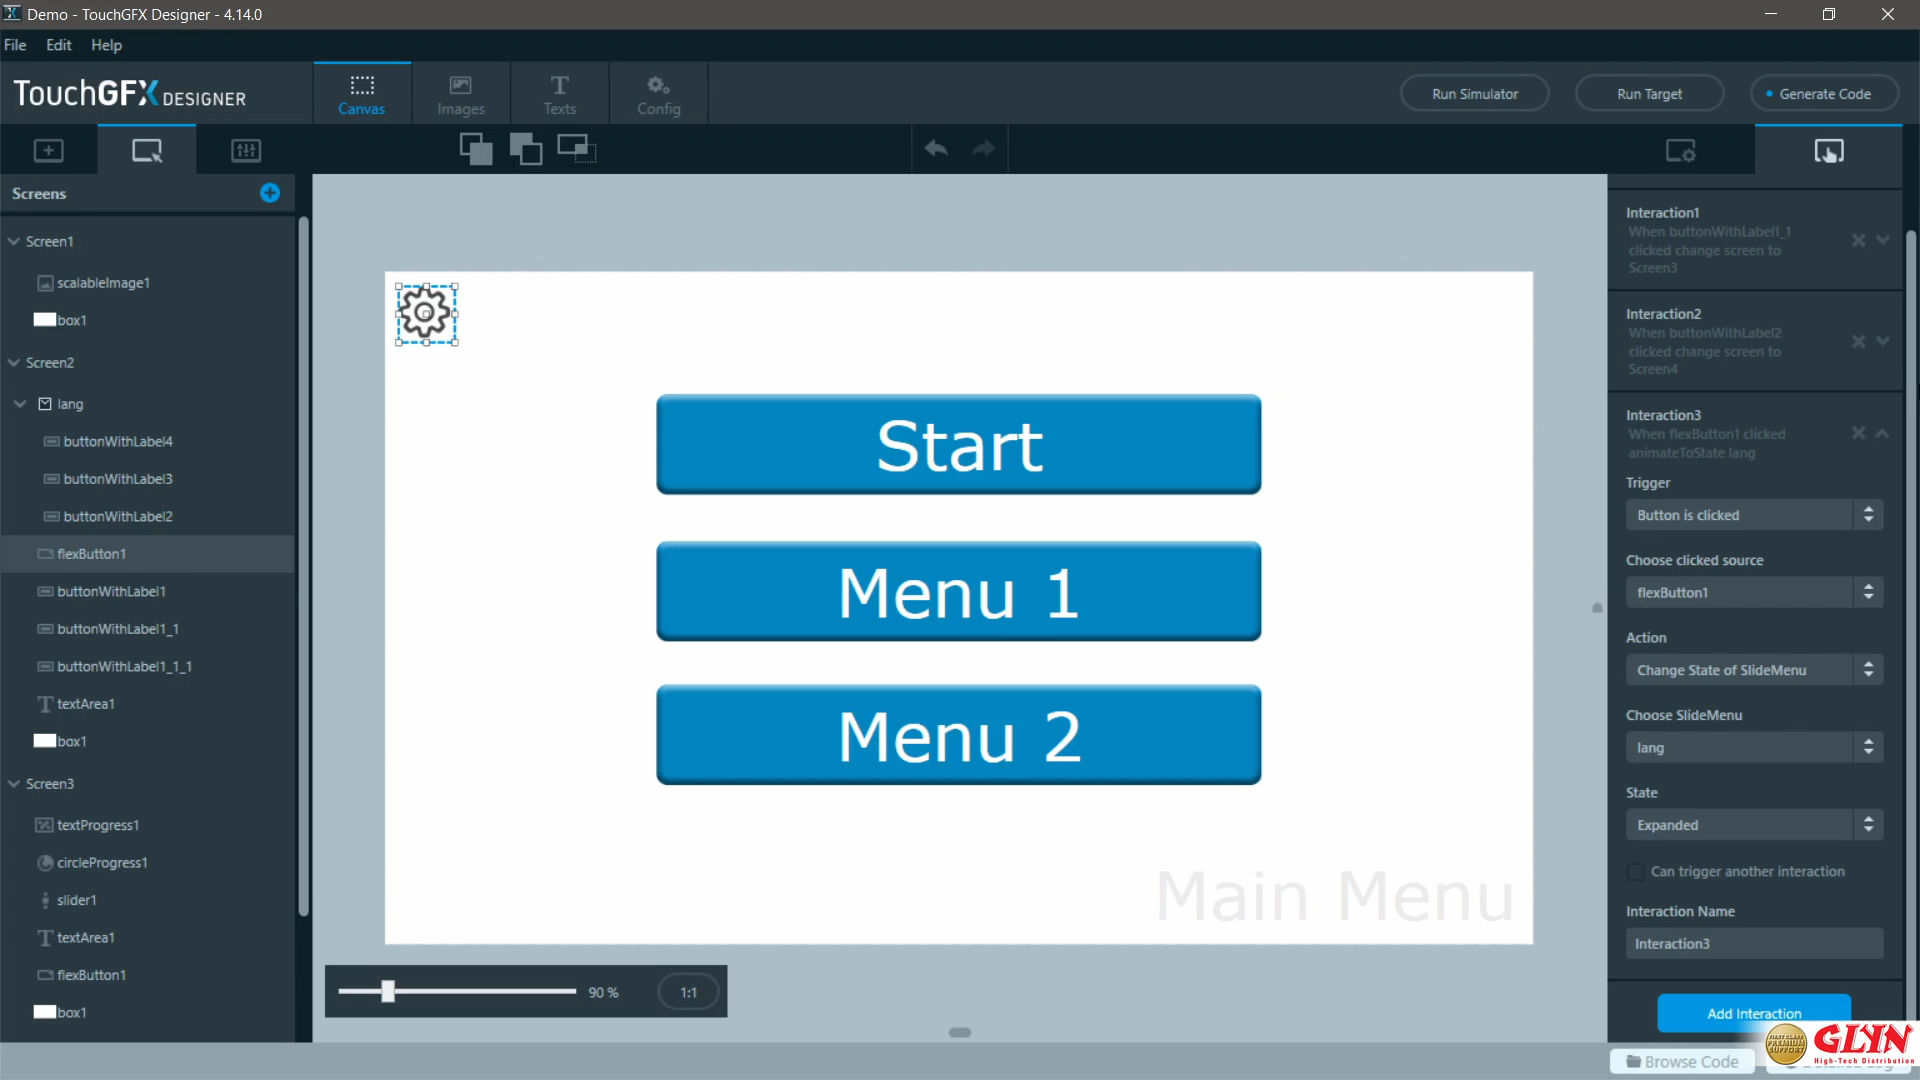 Demo - TouchGFX Designer - 4.14.0
File Edit Help
TouchGFX DESIGNER
Canvas
Images
Texts
Config
Run Simulator
Run Target
Generate Code
Screens
Screen1
scalableImage1
box1
Screen2
lang
buttonWithLabel4
buttonWithLabel3
buttonWithLabel2
flexButton1
buttonWithLabel1
buttonWithLabel1_1
buttonWithLabel1_1_1
textArea1
box1
Screen3
textProgress1
circleProgress1
slider1
textArea1
flexButton1
box1
Start
Menu 1
Menu 2
Main Menu
90 %
1:1
Interaction1
When buttonWithLabel1_1
clicked change screen to
Screen3
Interaction2
When buttonWithLabel2
clicked change screen to
Screen4
Interaction3
When flexButton1 clicked
animateToState lang
Trigger
Button is clicked
Choose clicked source
flexButton1
Action
Change State of SlideMenu
Choose SlideMenu
lang
State
Expanded
Can trigger another interaction
Interaction Name
Interaction3
Add Interaction
Browse Code
FIRST CLASS
PREMIUM
SUPPORT
GLYN
High-Tech Distribution